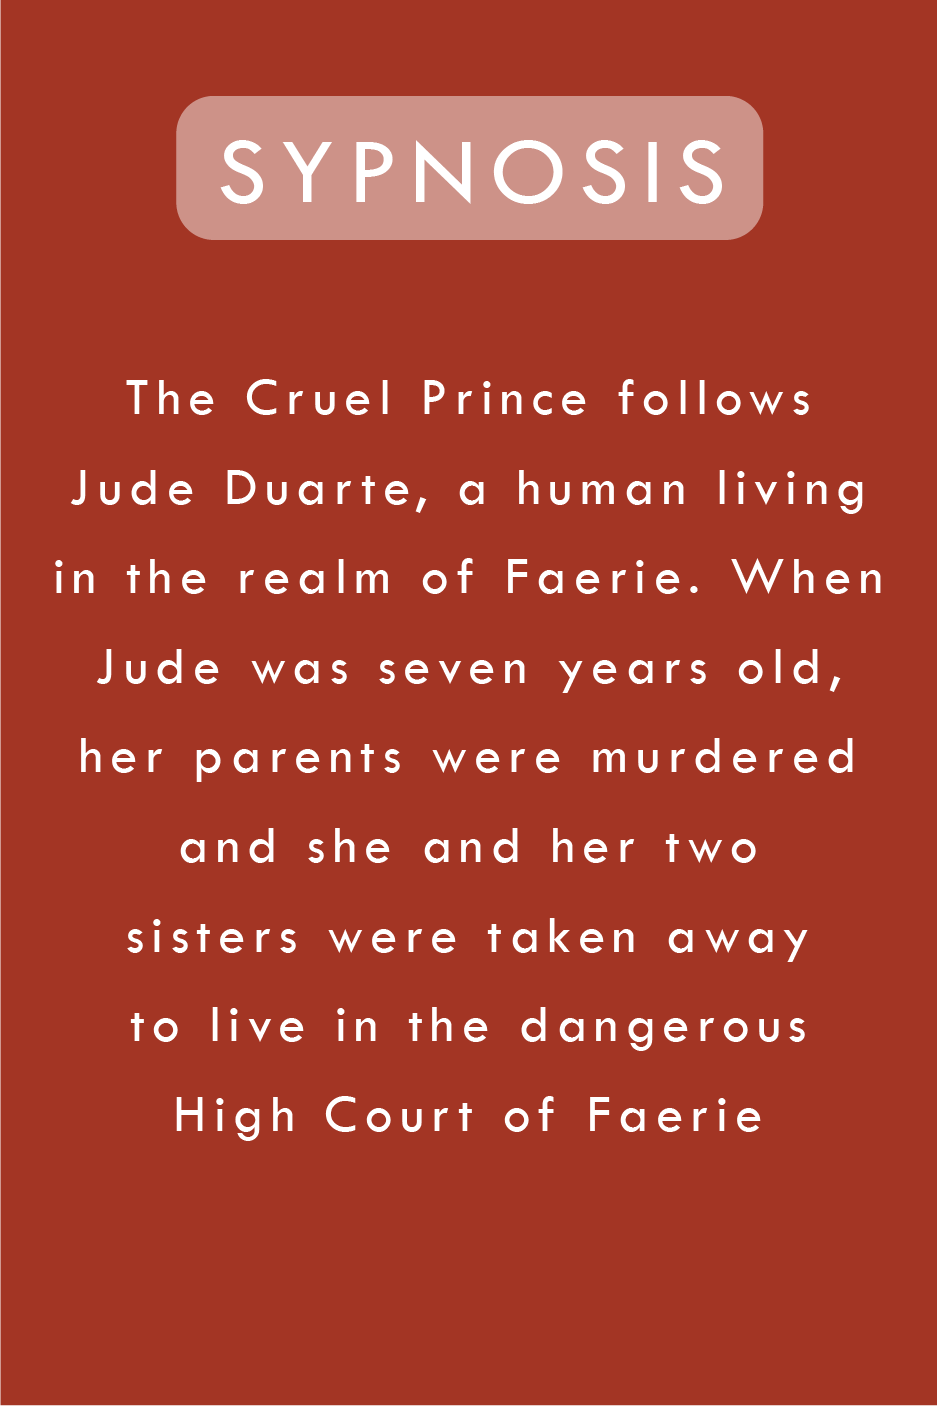 SYPNOSIS
The Cruel Prince follows
Jude Duarte, a human living
in the realm of Faerie. When
Jude was seven years old,
her parents were murdered
and she and her two
sisters were taken away
to live in the dangerous
High Court of Faerie